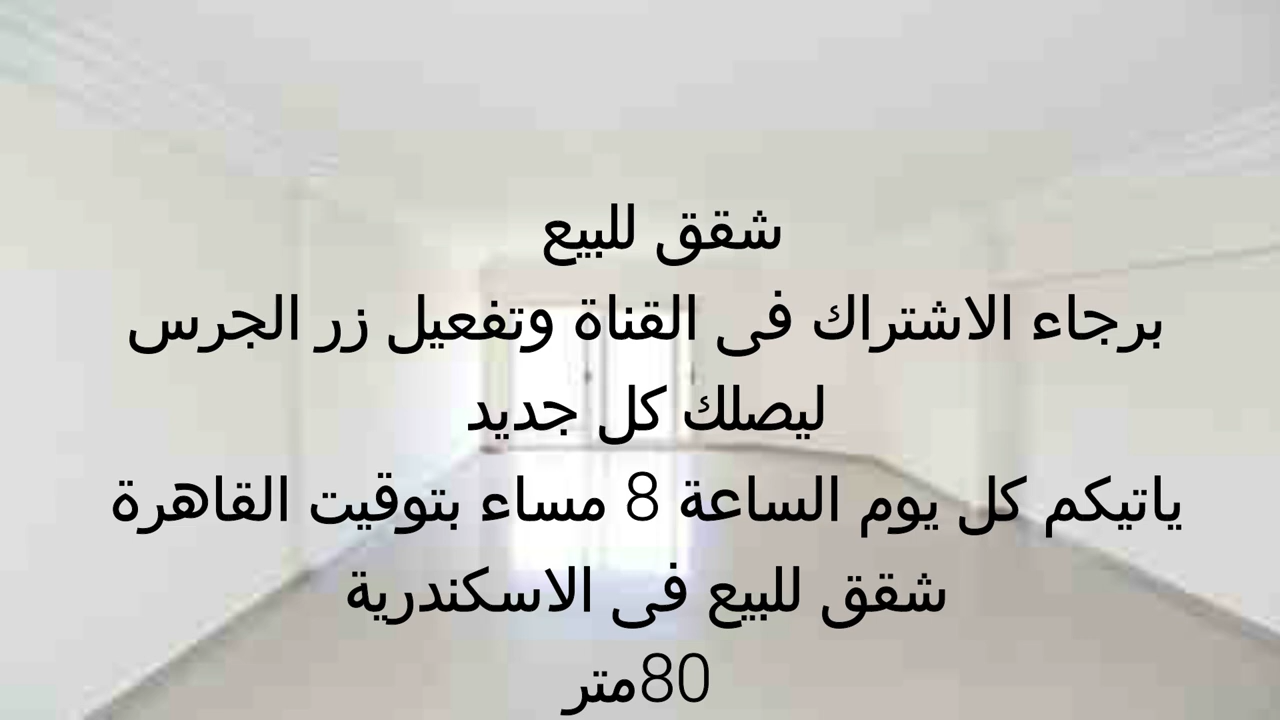 شقق للبيع
برجاء الاشتراك فى القناة وتفعيل زر الجرس
ليصلك كل جديد
ياتيكم كل يوم الساعة 8 مساء بتوقيت القاهرة
شقق للبيع فى الاسكندرية
80متر